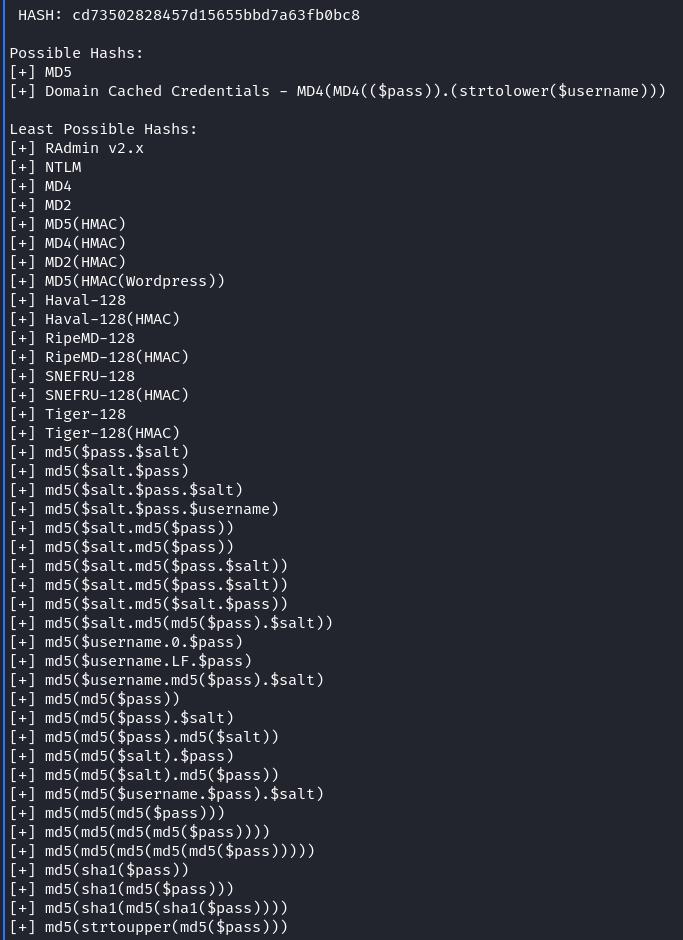 HASH: cd73502828457d15655bbd7a63fb0bc8
Possible Hashs:
[+] MD5
[+] Domain Cached Credentials - MD4(MD4(($pass)).(strtolower($username)))
Least Possible Hashs:
[+] RAdmin v2.x
[+] NTLM
[+] MD4
[+] MD2
[+] MD5(HMAC)
[+] MD4(HMAC)
[+] MD2(HMAC)
[+] MD5(HMAC(Wordpress))
[+] Haval-128
[+] Haval-128(HMAC)
[+] RipeMD-128
[+] RipeMD-128(HMAC)
[+] SNEFRU-128
[+] SNEFRU-128(HMAC)
[+] Tiger-128
[+] Tiger-128(HMAC)
[+] md5($pass.$salt)
[+] md5($salt.$pass)
[+] md5($salt.$pass.$salt)
[+] md5($salt.$pass.$username)
[+] md5($salt.md5($pass))
[+] md5($salt.md5($pass))
[+] md5($salt.md5($pass.$salt))
[+] md5($salt.md5($pass.$salt))
[+] md5($salt.md5($salt.$pass))
[+] md5($salt.md5(md5($pass).$salt))
[+] md5($username.0.$pass)
[+] md5($username.LF.$pass)
[+] md5($username.md5($pass).$salt)
[+] md5(md5($pass))
[+] md5(md5($pass).$salt)
[+] md5(md5($pass).md5($salt))
[+] md5(md5($salt).$pass)
[+] md5(md5($salt).md5($pass))
[+] md5(md5($username.$pass).$salt)
[+] md5(md5(md5($pass)))
[+] md5(md5(md5(md5($pass))))
[+] md5(md5(md5(md5(md5($pass)))))
[+] md5(sha1($pass))
[+] md5(sha1(md5($pass)))
[+] md5(sha1(md5(sha1($pass))))
[+] md5(strtoupper(md5($pass)))